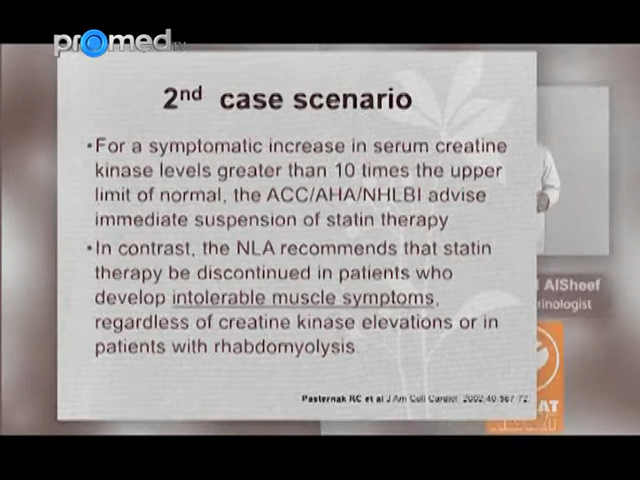 promed TV
2nd case scenario
•For a symptomatic increase in serum creatine
kinase levels greater than 10 times the upper
limit of normal, the ACC/AHA/NHLBI advise
immediate suspension of statin therapy
•In contrast, the NLA recommends that statin
therapy be discontinued in patients who
develop intolerable muscle symptoms,
regardless of creatine kinase elevations or in
patients with rhabdomyolysis
AlSheef
rinologist
Pasternak RC et al J Am Coll Cardiol. 2002;40:567-72.
AT